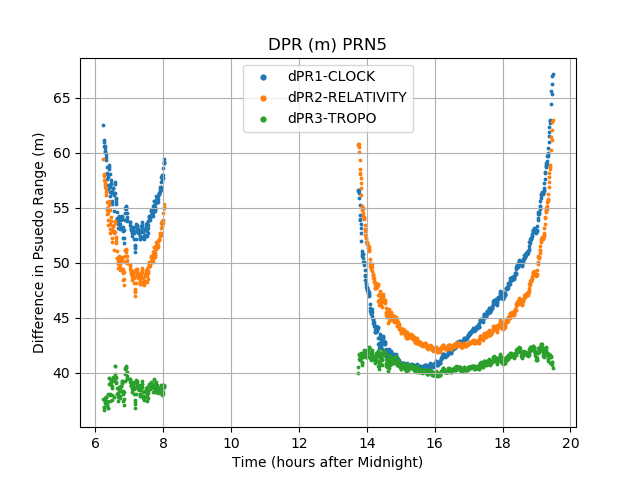 DPR (m) PRN5
dPR1-CLOCK
dPR2-RELATIVITY
dPR3-TROPO
Difference in Psuedo Range (m)
65
60
55
50
45
40
6 8 10 12 14 16 18 20
Time (hours after Midnight)